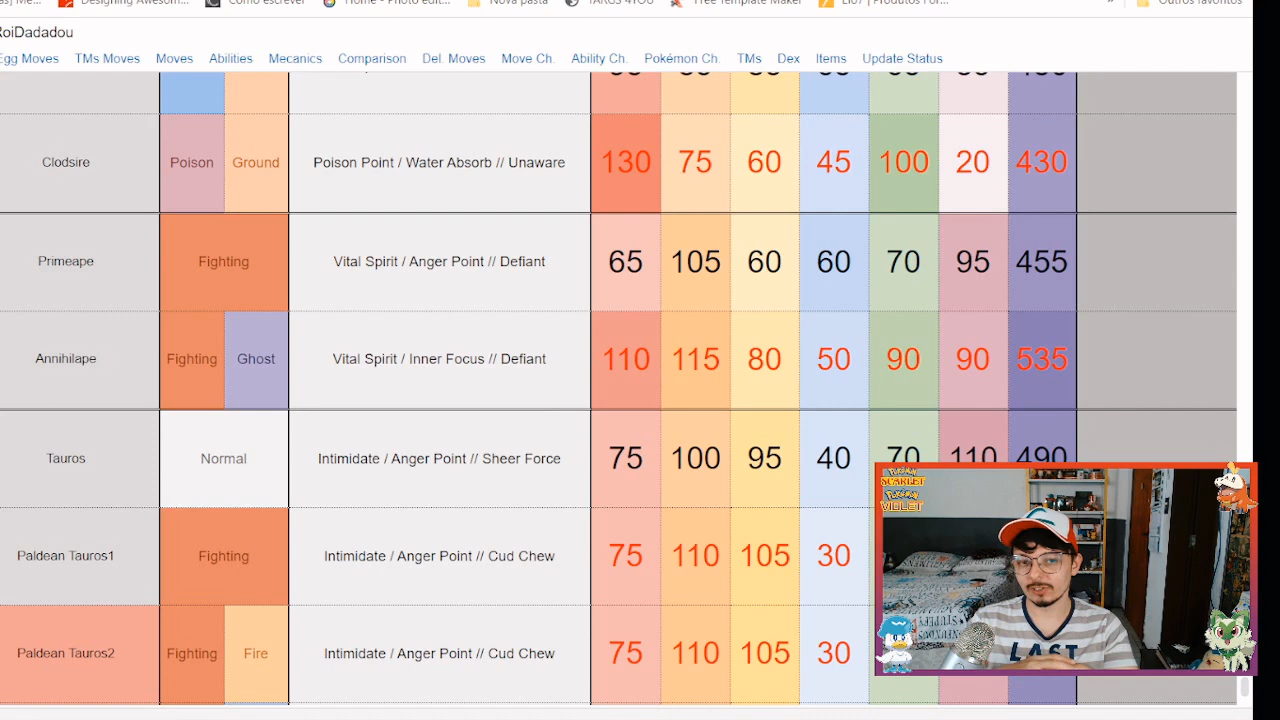 Designing Awesom...
Como escrever
Home - Photo edit...
Nova pasta
Free Template Maker
Outros favoritos
RoiDadadou
Egg Moves TMs Moves Moves Abilities Mecanics Comparison Del. Moves Move Ch. Ability Ch. Pokémon Ch. TMs Dex Items Update Status
Clodsire Poison Ground Poison Point / Water Absorb // Unaware 130 75 60 45 100 20 430
Primeape Fighting Vital Spirit / Anger Point // Defiant 65 105 60 60 70 95 455
Annihilape Fighting Ghost Vital Spirit / Inner Focus // Defiant 110 115 80 50 90 90 535
Tauros Normal Intimidate / Anger Point // Sheer Force 75 100 95 40 70 110 490
Paldean Tauros1 Fighting Intimidate / Anger Point // Cud Chew 75 110 105 30
Paldean Tauros2 Fighting Fire Intimidate / Anger Point // Cud Chew 75 110 105 30
POKéMON
SCARLET
POKéMON
VIOLET
LAST